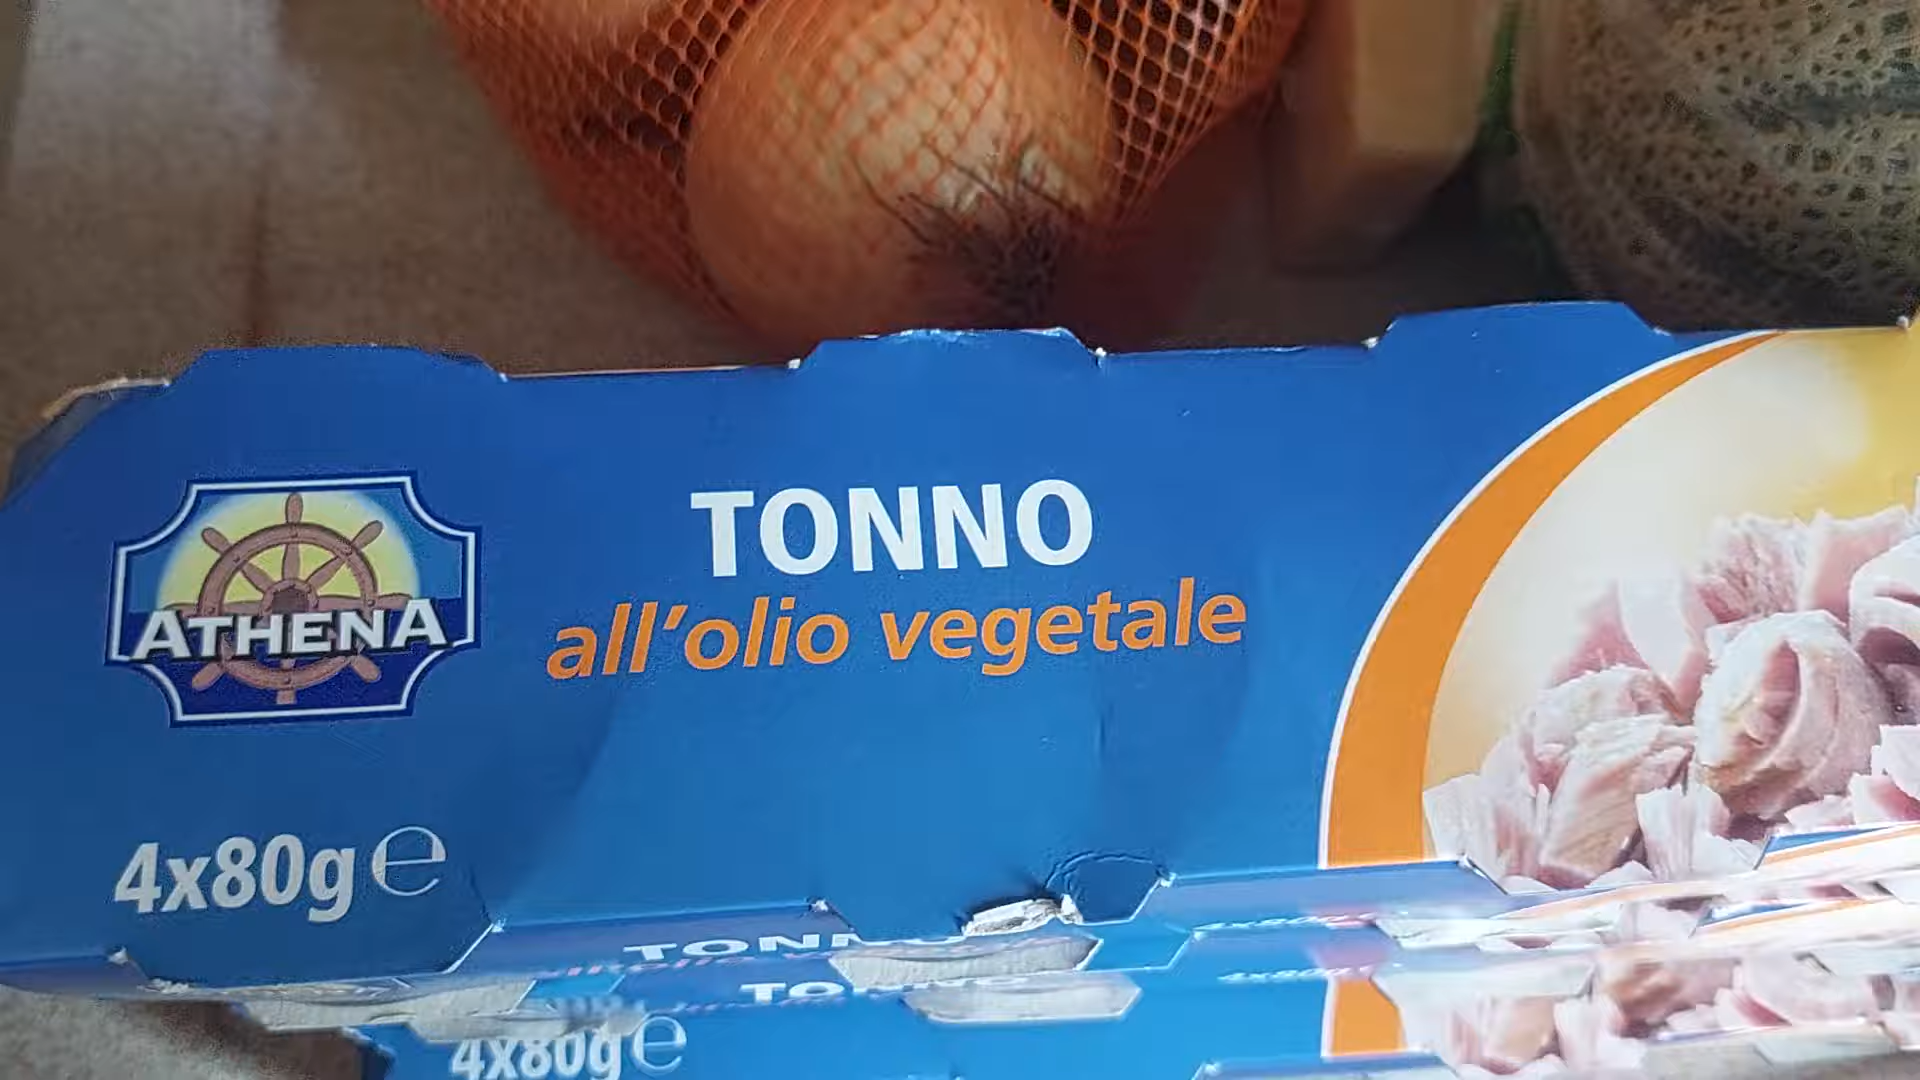 TONNO
all'olio vegetale
ATHENA
4x80g e
TONNO
TONNO
4x80g e